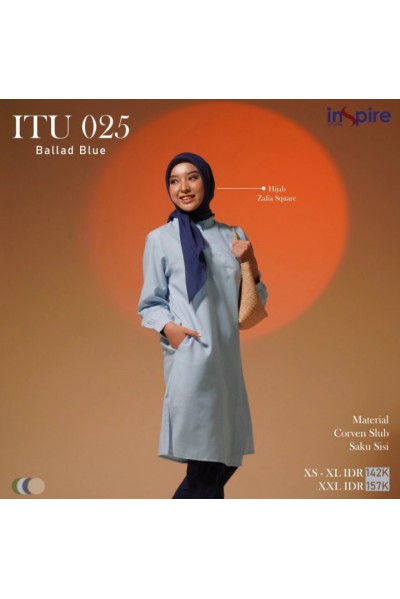 ITU 025
Ballad Blue
inspire
Hijab
Zalia Square
Material
Corven Slub
Saku Sisi
XS - XL IDR 142K
XXL IDR 157K